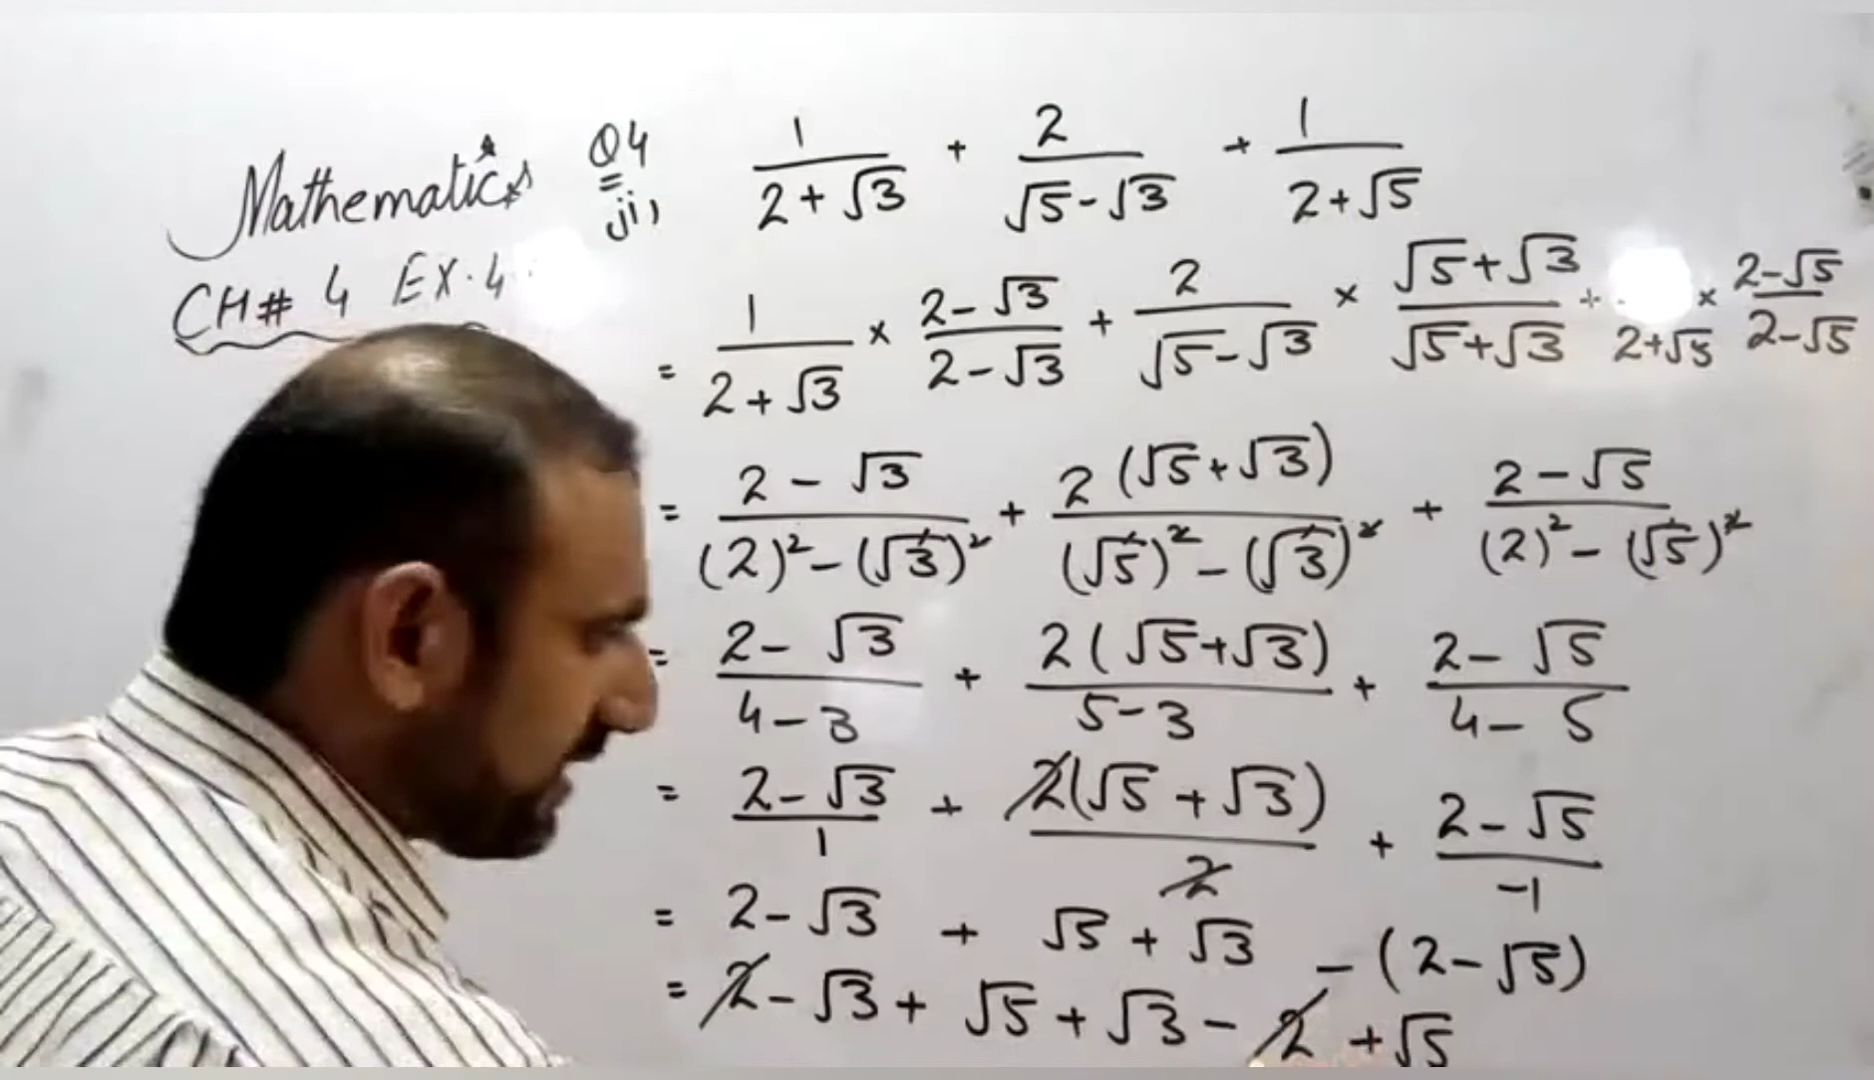 Mathematics
CH# 4 EX. 4
Q4
(ii)
1/(2 + √3) + 2/(√5 - √3) + 1/(2 + √5)
= 1/(2 + √3) × (2 - √3)/(2 - √3) + 2/(√5 - √3) × (√5 + √3)/(√5 + √3) + /(2 + √5) × (2 - √5)/(2 - √5)
= (2 - √3)/((2)² - (√3)²) + 2(√5 + √3)/((√5)² - (√3)²) + (2 - √5)/((2)² - (√5)²)
= (2 - √3)/(4 - 3) + 2(√5 + √3)/(5 - 3) + (2 - √5)/(4 - 5)
= (2 - √3)/1 + 2(√5 + √3)/2 + (2 - √5)/-1
= 2 - √3 + √5 + √3 - (2 - √5)
= 2 - √3 + √5 + √3 - 2 + √5